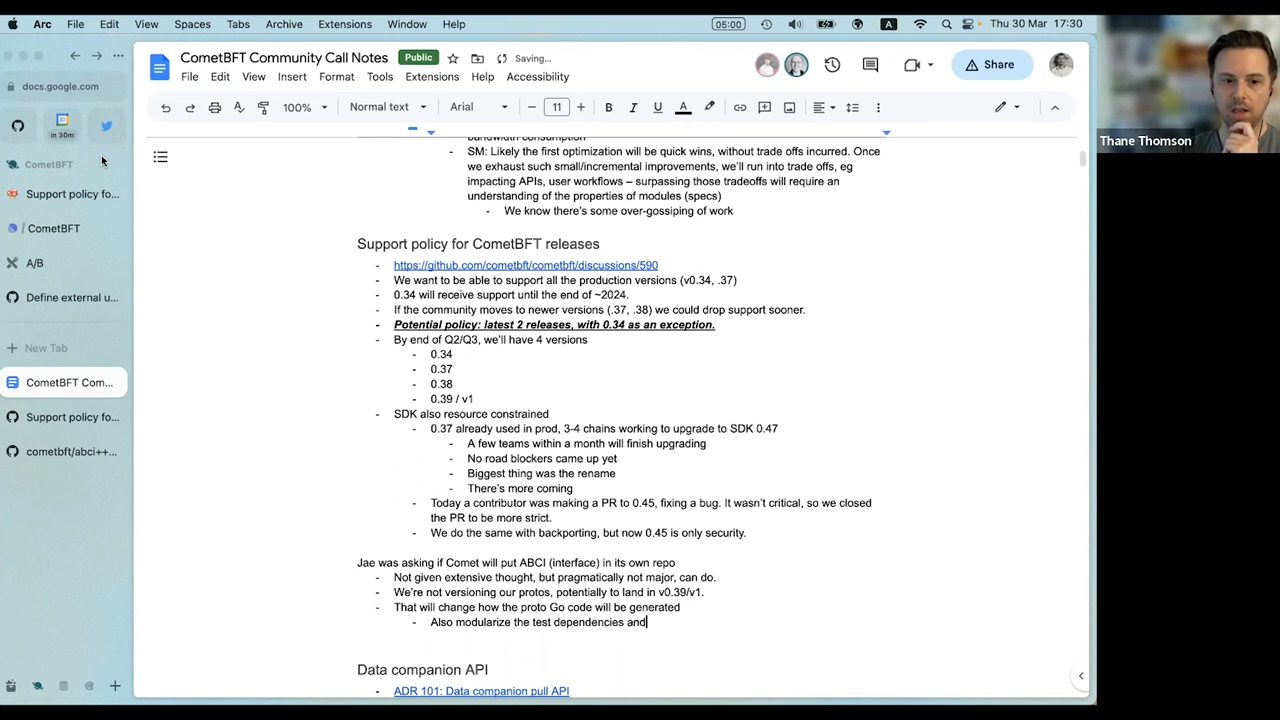 Arc File Edit View Spaces Tabs Archive Extensions Window Help 05:00 A Thu 30 Mar 17:30
docs.google.com
in 30m
CometBFT
Support policy fo...
/ CometBFT
A/B
Define external u...
New Tab
CometBFT Com...
Support policy fo...
cometbft/abci++...
CometBFT Community Call Notes Public Saving...
File Edit View Insert Format Tools Extensions Help Accessibility
Share
100% Normal text Arial 11 B I U A
bandwidth consumption
- SM: Likely the first optimization will be quick wins, without trade offs incurred. Once
we exhaust such small/incremental improvements, we'll run into trade offs, eg
impacting APIs, user workflows – surpassing those tradeoffs will require an
understanding of the properties of modules (specs)
- We know there's some over-gossiping of work
Support policy for CometBFT releases
- https://github.com/cometbft/cometbft/discussions/590
- We want to be able to support all the production versions (v0.34, .37)
- 0.34 will receive support until the end of ~2024.
- If the community moves to newer versions (.37, .38) we could drop support sooner.
- Potential policy: latest 2 releases, with 0.34 as an exception.
- By end of Q2/Q3, we'll have 4 versions
- 0.34
- 0.37
- 0.38
- 0.39 / v1
- SDK also resource constrained
- 0.37 already used in prod, 3-4 chains working to upgrade to SDK 0.47
- A few teams within a month will finish upgrading
- No road blockers came up yet
- Biggest thing was the rename
- There's more coming
- Today a contributor was making a PR to 0.45, fixing a bug. It wasn't critical, so we closed
the PR to be more strict.
- We do the same with backporting, but now 0.45 is only security.
Jae was asking if Comet will put ABCI (interface) in its own repo
- Not given extensive thought, but pragmatically not major, can do.
- We're not versioning our protos, potentially to land in v0.39/v1.
- That will change how the proto Go code will be generated
- Also modularize the test dependencies and
Data companion API
- ADR 101: Data companion pull API
Thane Thomson